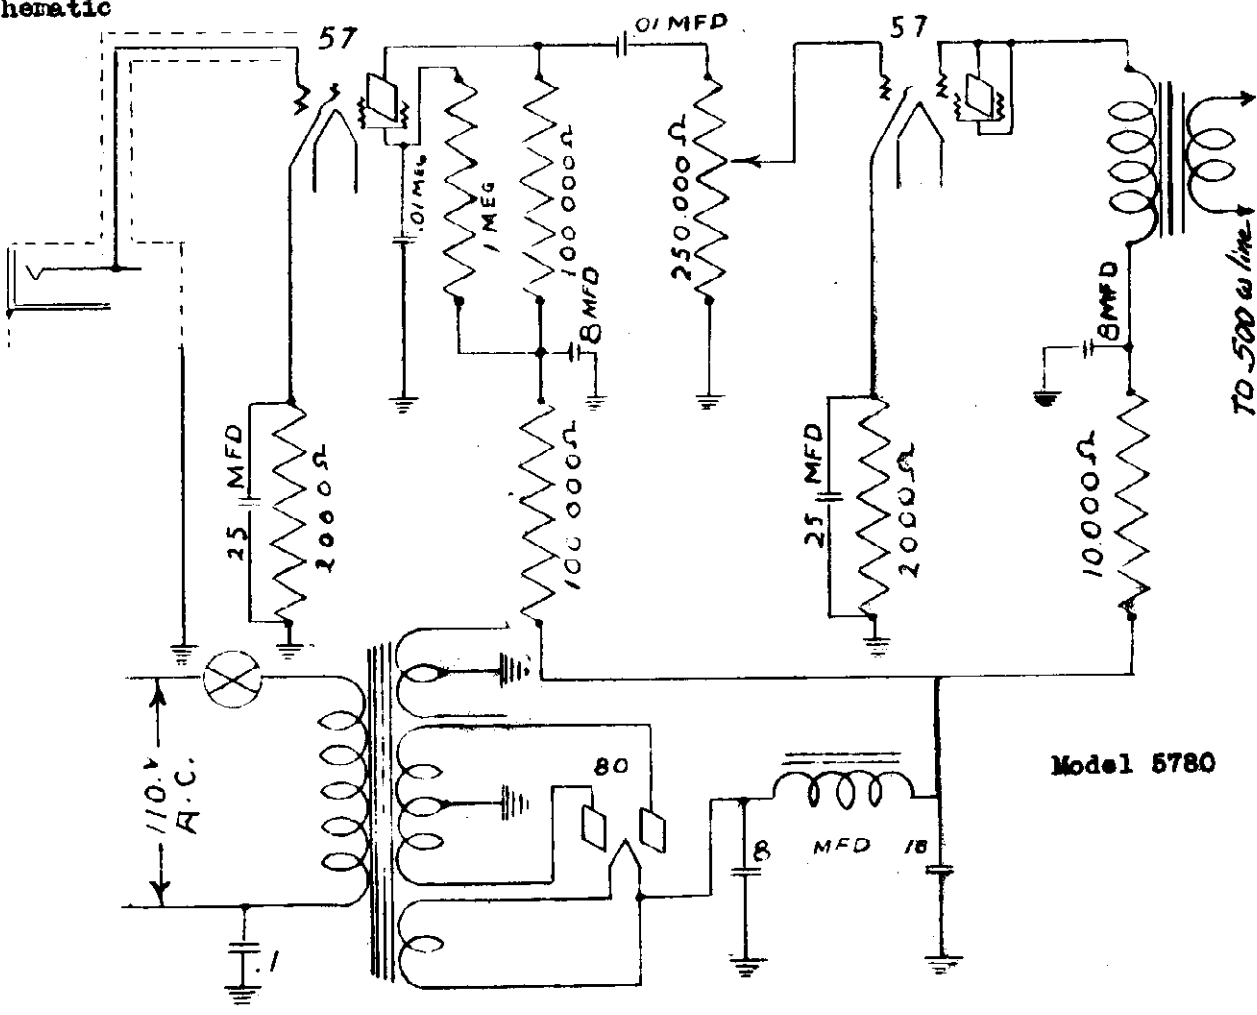 hematic
57
.01 MFD
57
.01 MEG
1 MEG
100 000 Ω
8 MFD
250.000 Ω
8 MFD
TO 500 ω line
25 MFD
2000 Ω
100 000 Ω
25 MFD
2000 Ω
10.000 Ω
110.V
A.C.
80
Model 5780
8
MFD
18
.1